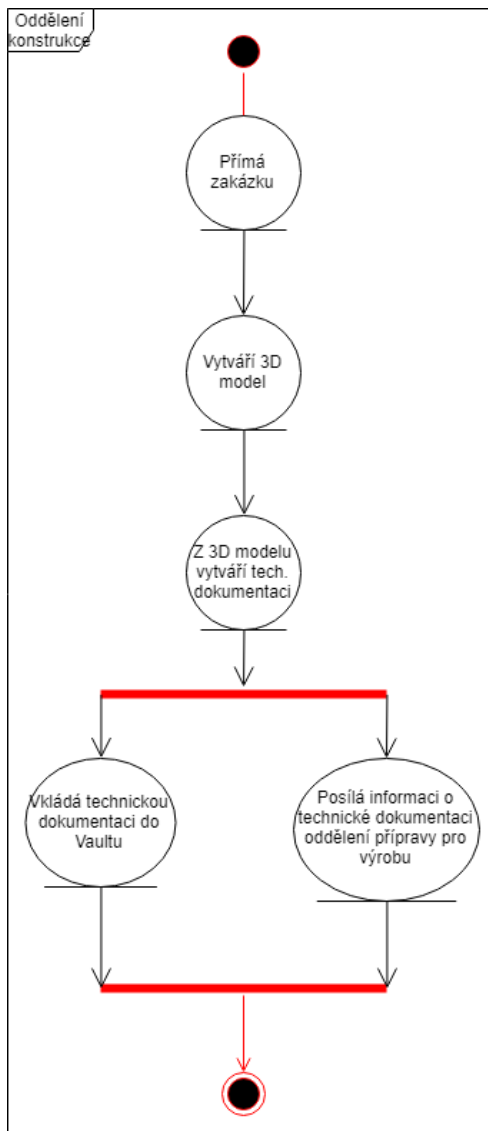 Oddělení
konstrukce
Přímá
zakázku
Vytváří 3D
model
Z 3D modelu
vytváří tech.
dokumentaci
Vkládá technickou
dokumentaci do
Vaultu
Posílá informaci o
technické dokumentaci
oddělení přípravy pro
výrobu